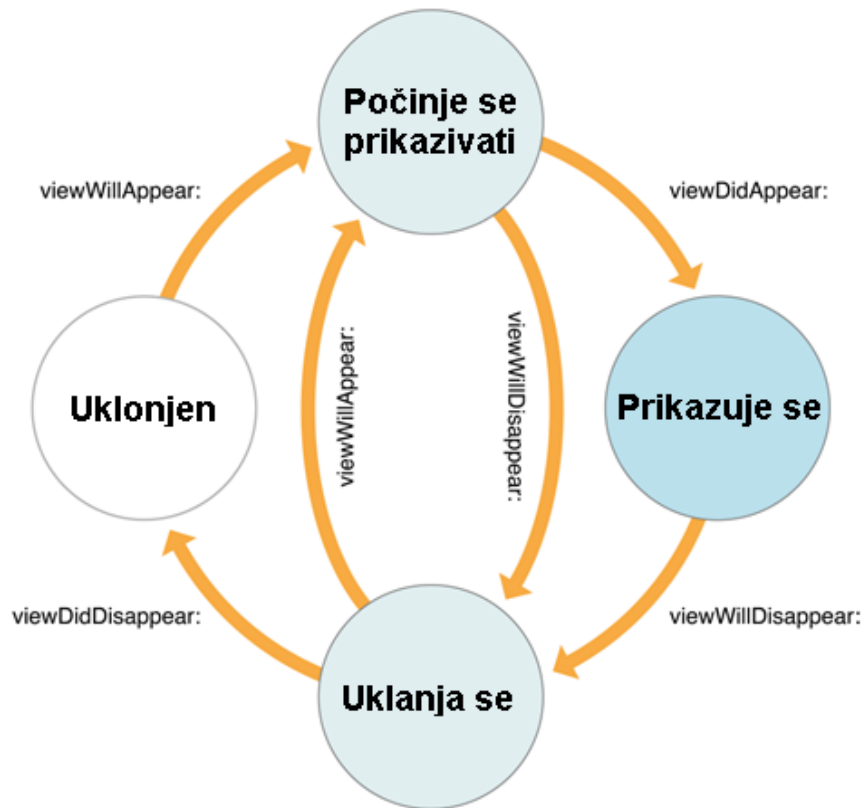 Počinje se
prikazivati
viewWillAppear:
viewDidAppear:
viewWillAppear:
viewWillDisappear:
Uklonjen
Prikazuje se
viewDidDisappear:
viewWillDisappear:
Uklanja se